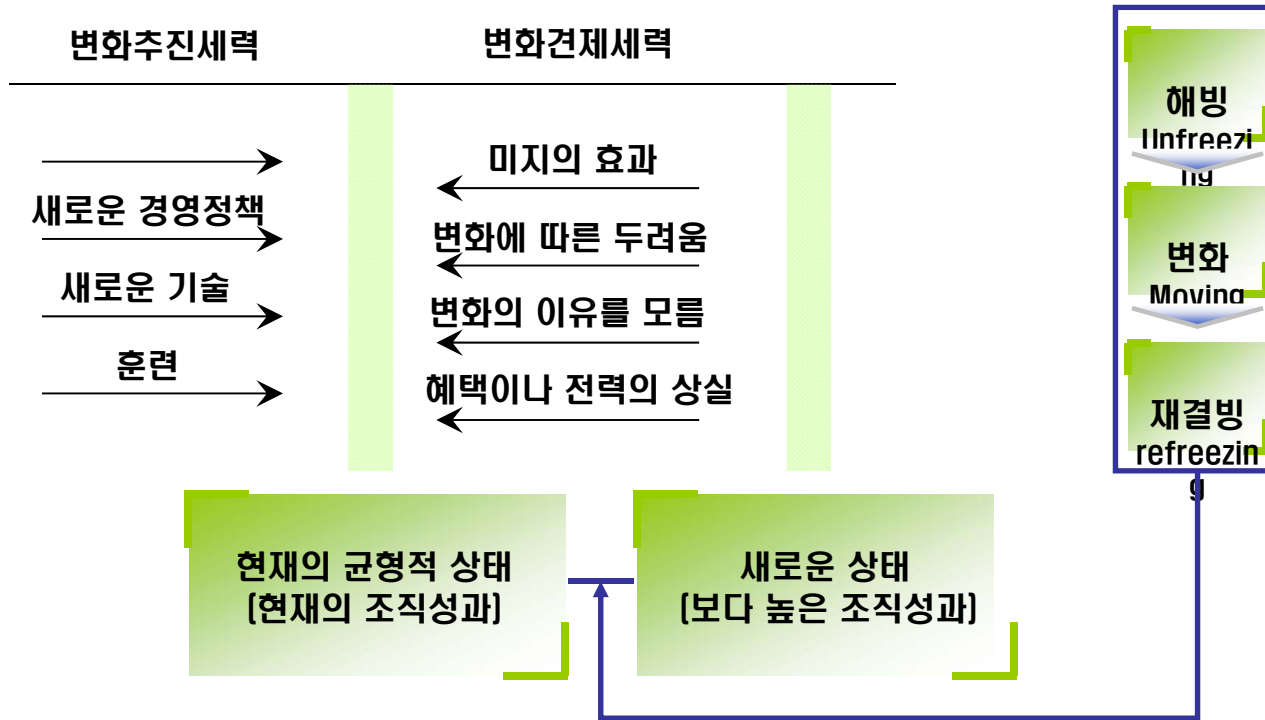 변화추진세력
변화견제세력
새로운 경영정책
새로운 기술
훈련
미지의 효과
변화에 따른 두려움
변화의 이유를 모름
혜택이나 전력의 상실
현재의 균형적 상태
(현재의 조직성과)
새로운 상태
(보다 높은 조직성과)
해빙
Unfreezi
ng
변화
Moving
재결빙
refreezin
g